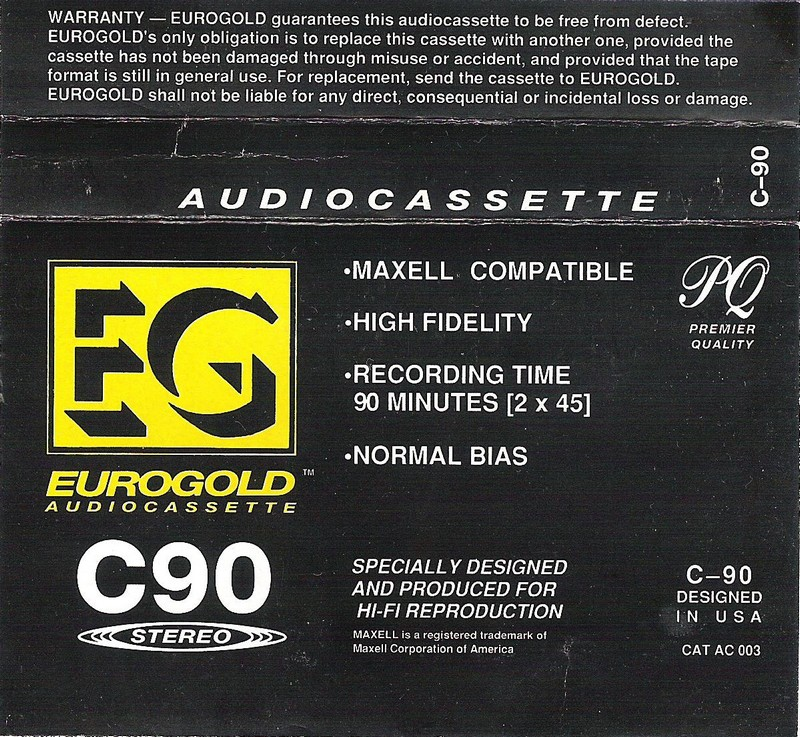 WARRANTY — EUROGOLD guarantees this audiocassette to be free from defect.
EUROGOLD's only obligation is to replace this cassette with another one, provided the
cassette has not been damaged through misuse or accident, and provided that the tape
format is still in general use. For replacement, send the cassette to EUROGOLD.
EUROGOLD shall not be liable for any direct, consequential or incidental loss or damage.
AUDIOCASSETTE
C-90
EG
EUROGOLD™
AUDIOCASSETTE
C90
STEREO
•MAXELL COMPATIBLE
•HIGH FIDELITY
•RECORDING TIME
90 MINUTES [2 x 45]
•NORMAL BIAS
PQ
PREMIER
QUALITY
SPECIALLY DESIGNED
AND PRODUCED FOR
HI-FI REPRODUCTION
MAXELL is a registered trademark of
Maxell Corporation of America
C-90
DESIGNED
IN USA
CAT AC 003